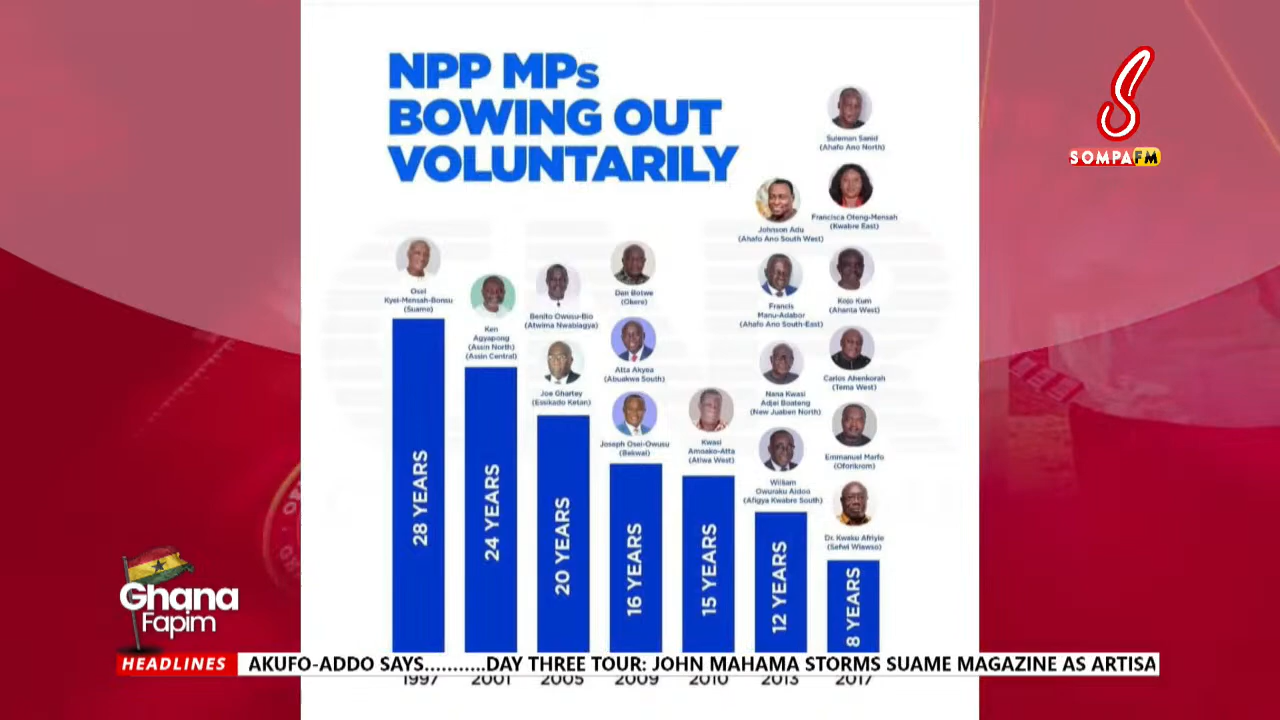 NPP MPs
BOWING OUT
VOLUNTARILY
Osei
Kyei-Mensah-Bonsu
(Suame)
28 YEARS
1997
Ken
Agyapong
(Assin North)
(Assin Central)
24 YEARS
2001
Benito Owusu-Bio
(Atwima Nwabiagya)
Joe Ghartey
(Essikado Ketan)
20 YEARS
2005
Dan Botwe
(Okere)
Atta Akyea
(Abuakwa South)
Joseph Osei-Owusu
(Bekwai)
16 YEARS
2009
Kwasi
Amoako-Atta
(Atiwa West)
15 YEARS
2010
Johnson Adu
(Ahafo Ano South West)
Francis
Manu-Adabor
(Ahafo Ano South-East)
Nana Kwasi
Adjei Boateng
(New Juaben North)
William
Owuraku Aidoo
(Afigya Kwabre South)
12 YEARS
2013
Suleman Sanid
(Ahafo Ano North)
Francisca Oteng-Mensah
(Kwabre East)
Kojo Kum
(Ahanta West)
Carlos Ahenkorah
(Tema West)
Emmanuel Marfo
(Oforikrom)
Dr. Kwaku Afriyie
(Sefwi Wiawso)
8 YEARS
2017
SOMPA FM
Ghana
Fapim
HEADLINES
AKUFO-ADDO SAYS..........DAY THREE TOUR: JOHN MAHAMA STORMS SUAME MAGAZINE AS ARTISA